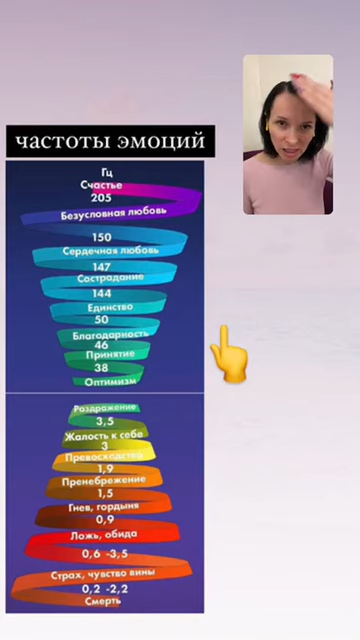 частоты эмоций
Гц
Счастье
205
Безусловная любовь
150
Сердечная любовь
147
Сострадание
144
Единство
50
Благодарность
46
Принятие
38
Оптимизм
Раздражение
3,5
Жалость к себе
3
Превосходство
1,9
Пренебрежение
1,5
Гнев, гордыня
0,9
Ложь, обида
0,6 -3,5
Страх, чувство вины
0,2 -2,2
Смерть